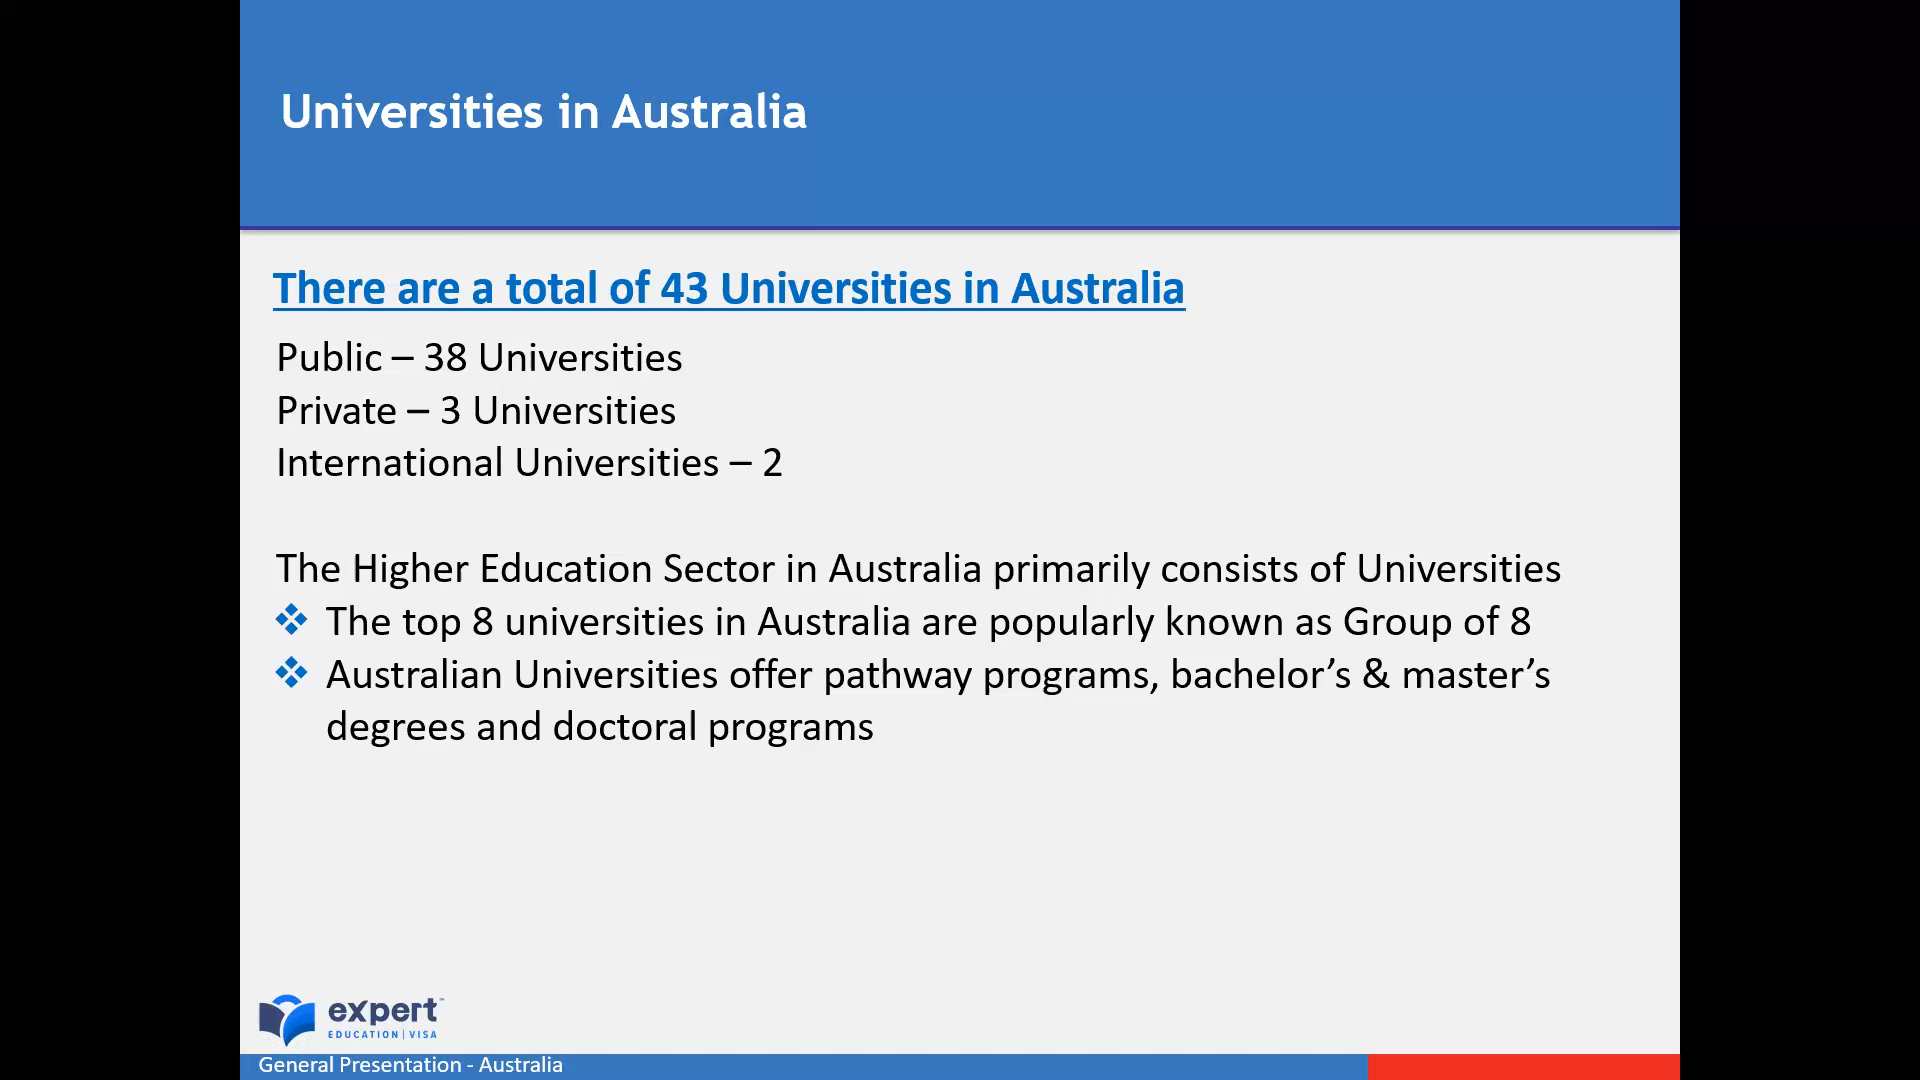 Universities in Australia
There are a total of 43 Universities in Australia
Public – 38 Universities
Private – 3 Universities
International Universities – 2
The Higher Education Sector in Australia primarily consists of Universities
❖ The top 8 universities in Australia are popularly known as Group of 8
❖ Australian Universities offer pathway programs, bachelor’s & master’s
degrees and doctoral programs
expert™
EDUCATION | VISA
General Presentation - Australia